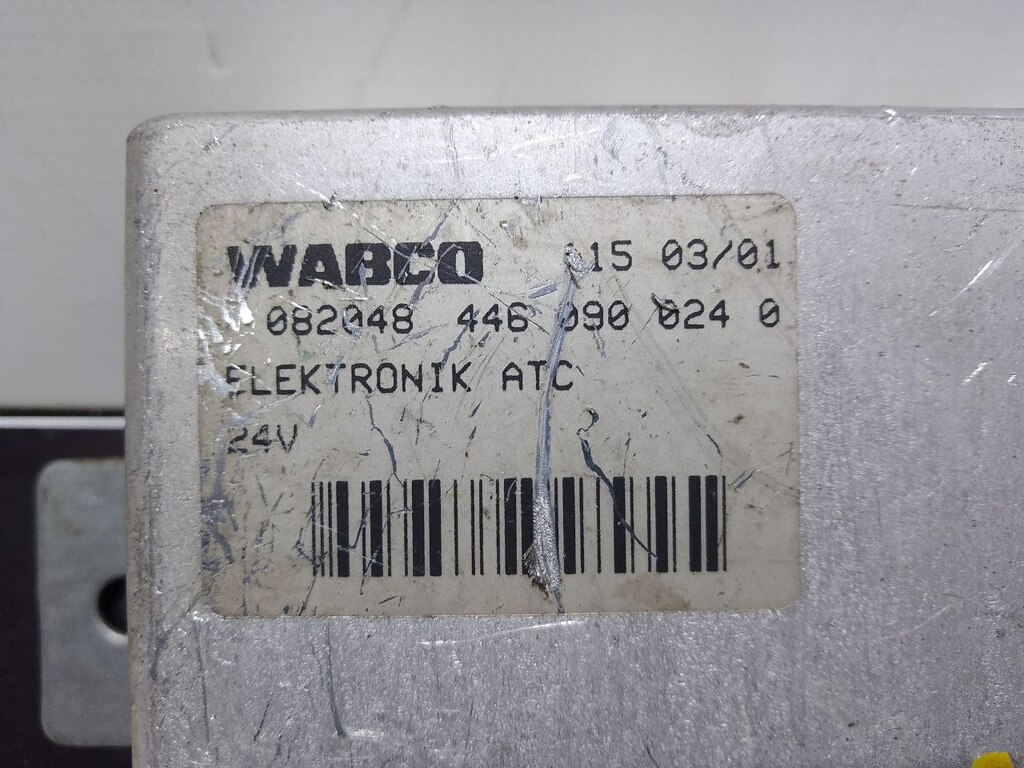 WABCO 15 03/01
082048 446 090 024 0
ELEKTRONIK ATC
24V